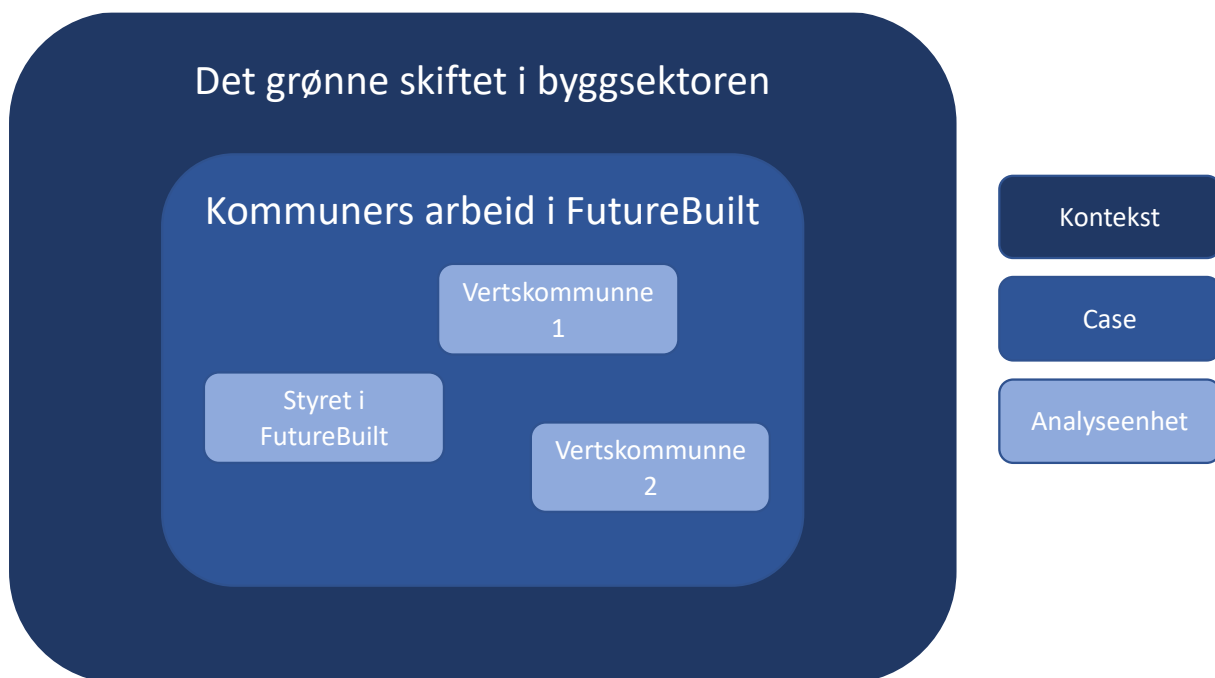 Det grønne skiftet i byggsektoren
Kommuners arbeid i FutureBuilt
Vertskommunne
1
Styret i
FutureBuilt
Vertskommunne
2
Kontekst
Case
Analyseenhet